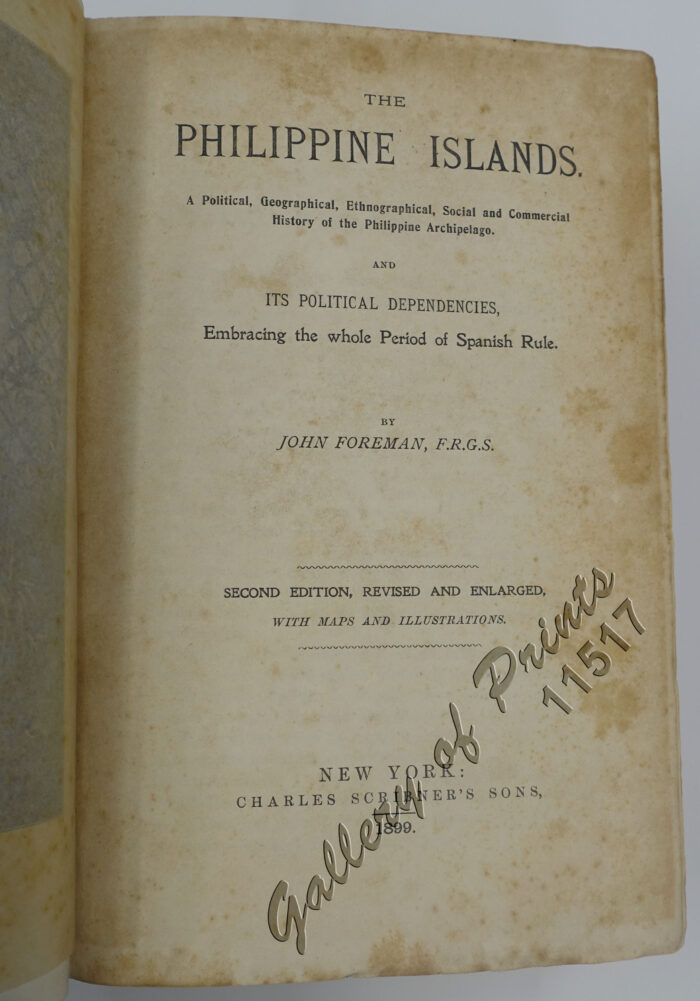 THE
PHILIPPINE ISLANDS.
A Political, Geographical, Ethnographical, Social and Commercial
History of the Philippine Archipelago.
AND
ITS POLITICAL DEPENDENCIES,
Embracing the whole Period of Spanish Rule.
BY
JOHN FOREMAN, F.R.G.S.
SECOND EDITION, REVISED AND ENLARGED,
WITH MAPS AND ILLUSTRATIONS.
NEW YORK:
CHARLES SCRIBNER'S SONS,
1899.
Gallery of Prints
11517